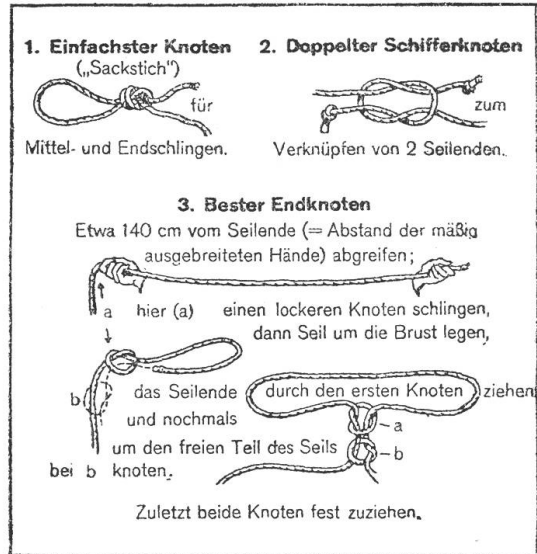 1. Einfachster Knoten
(„Sackstich")
für
Mittel- und Endschlingen.
2. Doppelter Schifferknoten
zum
Verknüpfen von 2 Seilenden.
3. Bester Endknoten
Etwa 140 cm vom Seilende (= Abstand der mäßig
ausgebreiteten Hände) abgreifen;
a hier (a) einen lockeren Knoten schlingen,
dann Seil um die Brust legen,
b das Seilende durch den ersten Knoten ziehen
und nochmals a
um den freien Teil des Seils b
bei b knoten.
Zuletzt beide Knoten fest zuziehen.